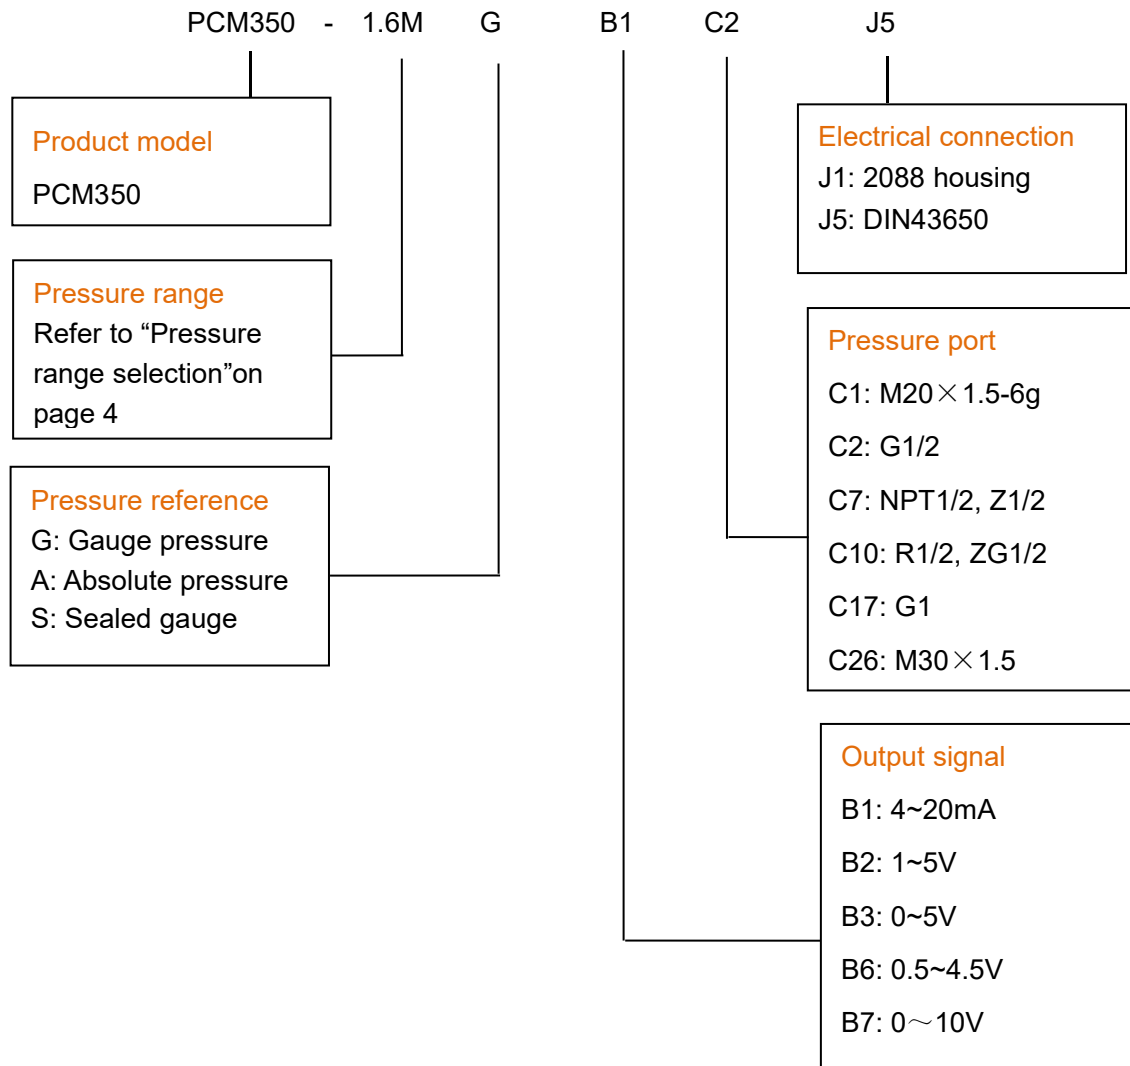 PCM350 - 1.6M G B1 C2 J5
Product model
PCM350
Pressure range
Refer to “Pressure
range selection”on
page 4
Pressure reference
G: Gauge pressure
A: Absolute pressure
S: Sealed gauge
Electrical connection
J1: 2088 housing
J5: DIN43650
Pressure port
C1: M20×1.5-6g
C2: G1/2
C7: NPT1/2, Z1/2
C10: R1/2, ZG1/2
C17: G1
C26: M30×1.5
Output signal
B1: 4~20mA
B2: 1~5V
B3: 0~5V
B6: 0.5~4.5V
B7: 0～10V